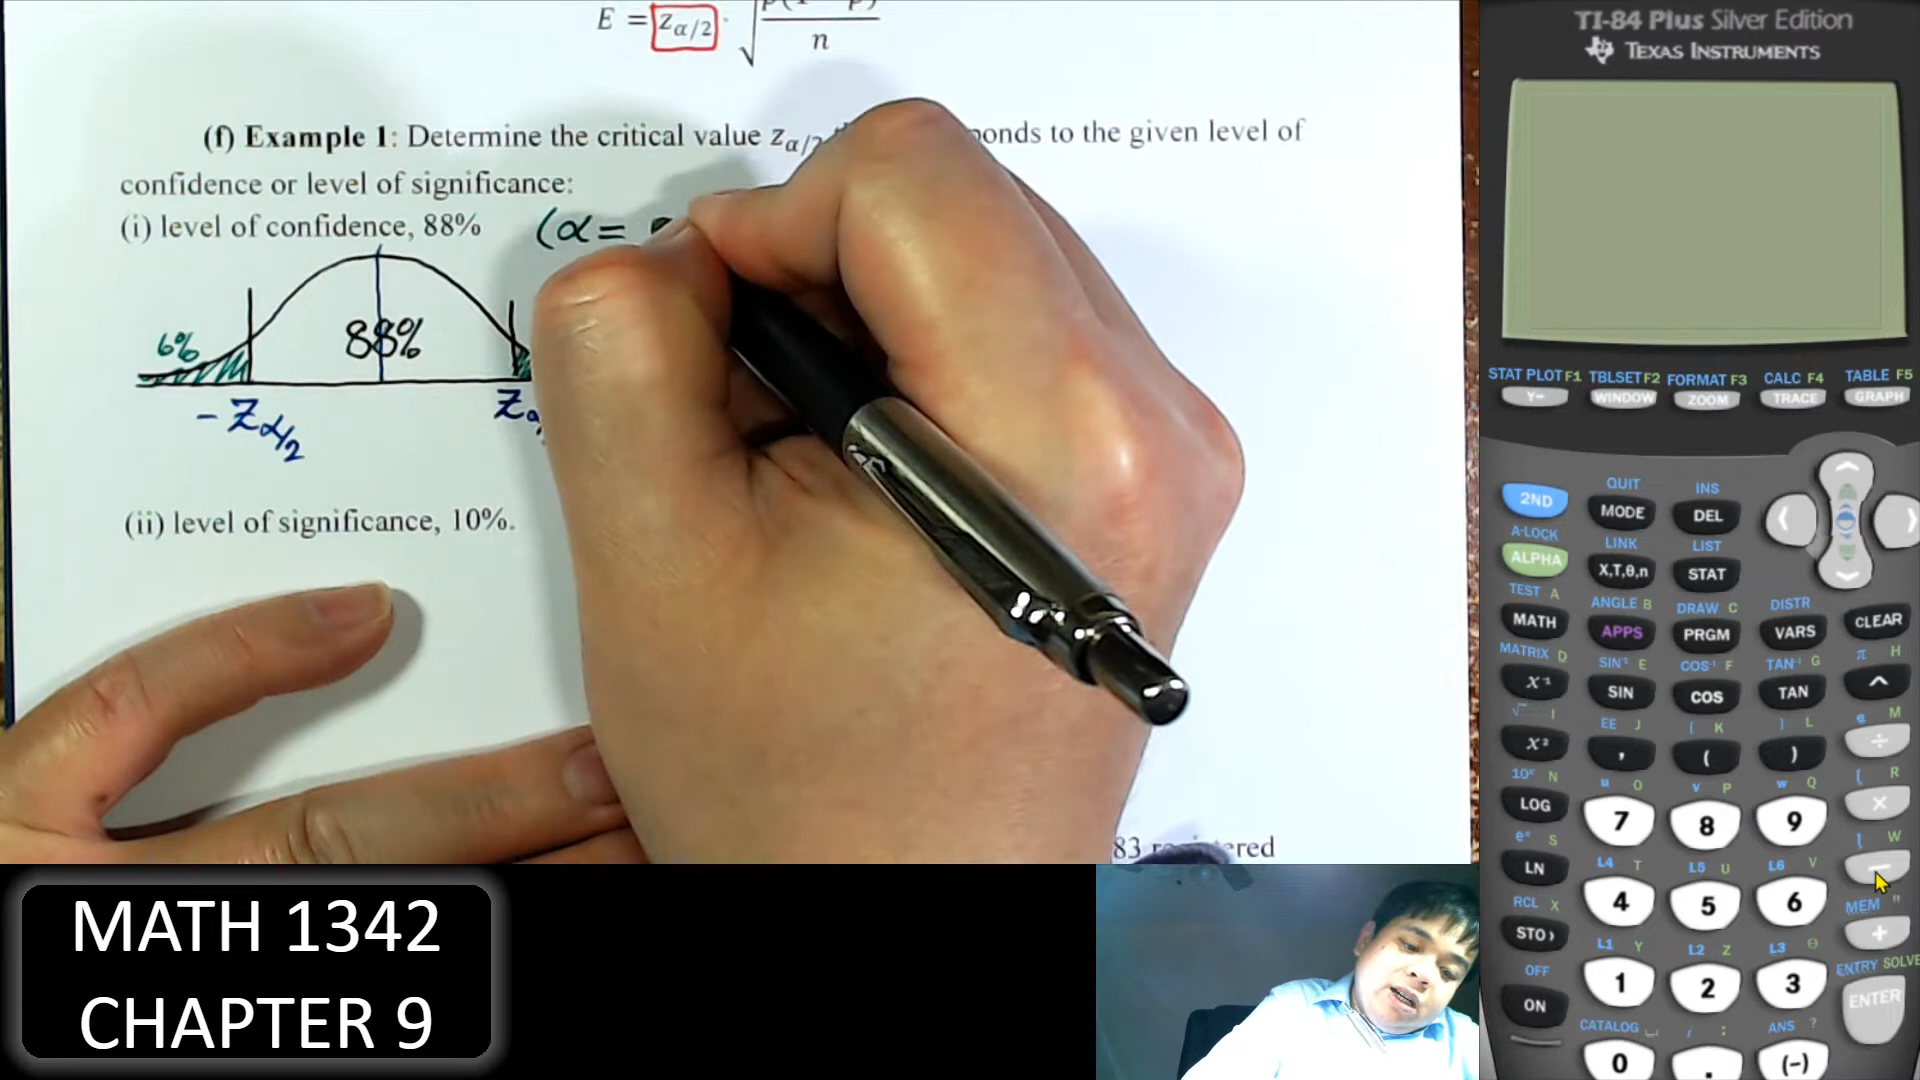 E = zα/2 · √ n
(f) Example 1: Determine the critical value zα/2 to the given level of
confidence or level of significance:
(i) level of confidence, 88% (α =
6% 88%
-Zα/2 Zα
(ii) level of significance, 10%.
83
MATH 1342
CHAPTER 9
TI-84 Plus Silver Edition
TEXAS INSTRUMENTS
STAT PLOT F1 TBLSET F2 FORMAT F3 CALC F4 TABLE F5
Y= WINDOW ZOOM TRACE GRAPH
QUIT INS
2ND MODE DEL
A-LOCK LINK LIST
ALPHA X,T,θ,n STAT
TEST A ANGLE B DRAW C DISTR
MATH APPS PRGM VARS CLEAR
MATRIX D SIN⁻¹ E COS⁻¹ F TAN⁻¹ G π H
x⁻¹ SIN COS TAN ^
√ I EE J { K } L e M
x² , ( ) ÷
10ˣ N u O v P w Q [ R
LOG 7 8 9 ×
eˣ S L4 T L5 U L6 V ] W
LN 4 5 6 −
RCL X L1 Y L2 Z L3 θ MEM "
STO› 1 2 3 +
OFF CATALOG i : ANS ? ENTRY SOLVE
ON 0 . (-) ENTER